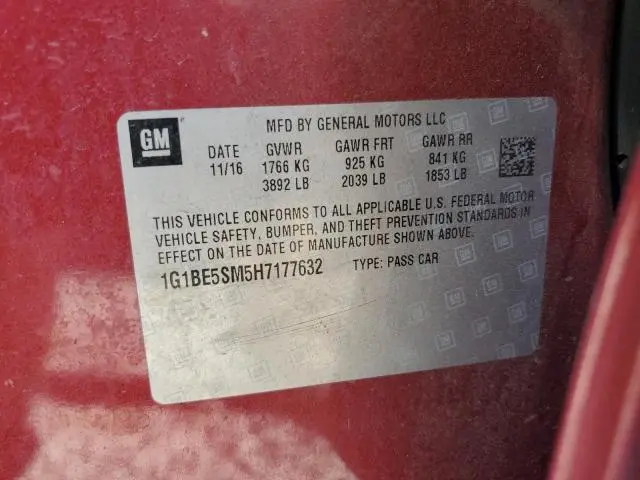 MFD BY GENERAL MOTORS LLC
GM
DATE GVWR GAWR FRT GAWR RR
11/16 1766 KG 925 KG 841 KG
3892 LB 2039 LB 1853 LB
THIS VEHICLE CONFORMS TO ALL APPLICABLE U.S. FEDERAL MOTOR
VEHICLE SAFETY, BUMPER, AND THEFT PREVENTION STANDARDS IN
EFFECT ON THE DATE OF MANUFACTURE SHOWN ABOVE.
1G1BE5SM5H7177632 TYPE: PASS CAR